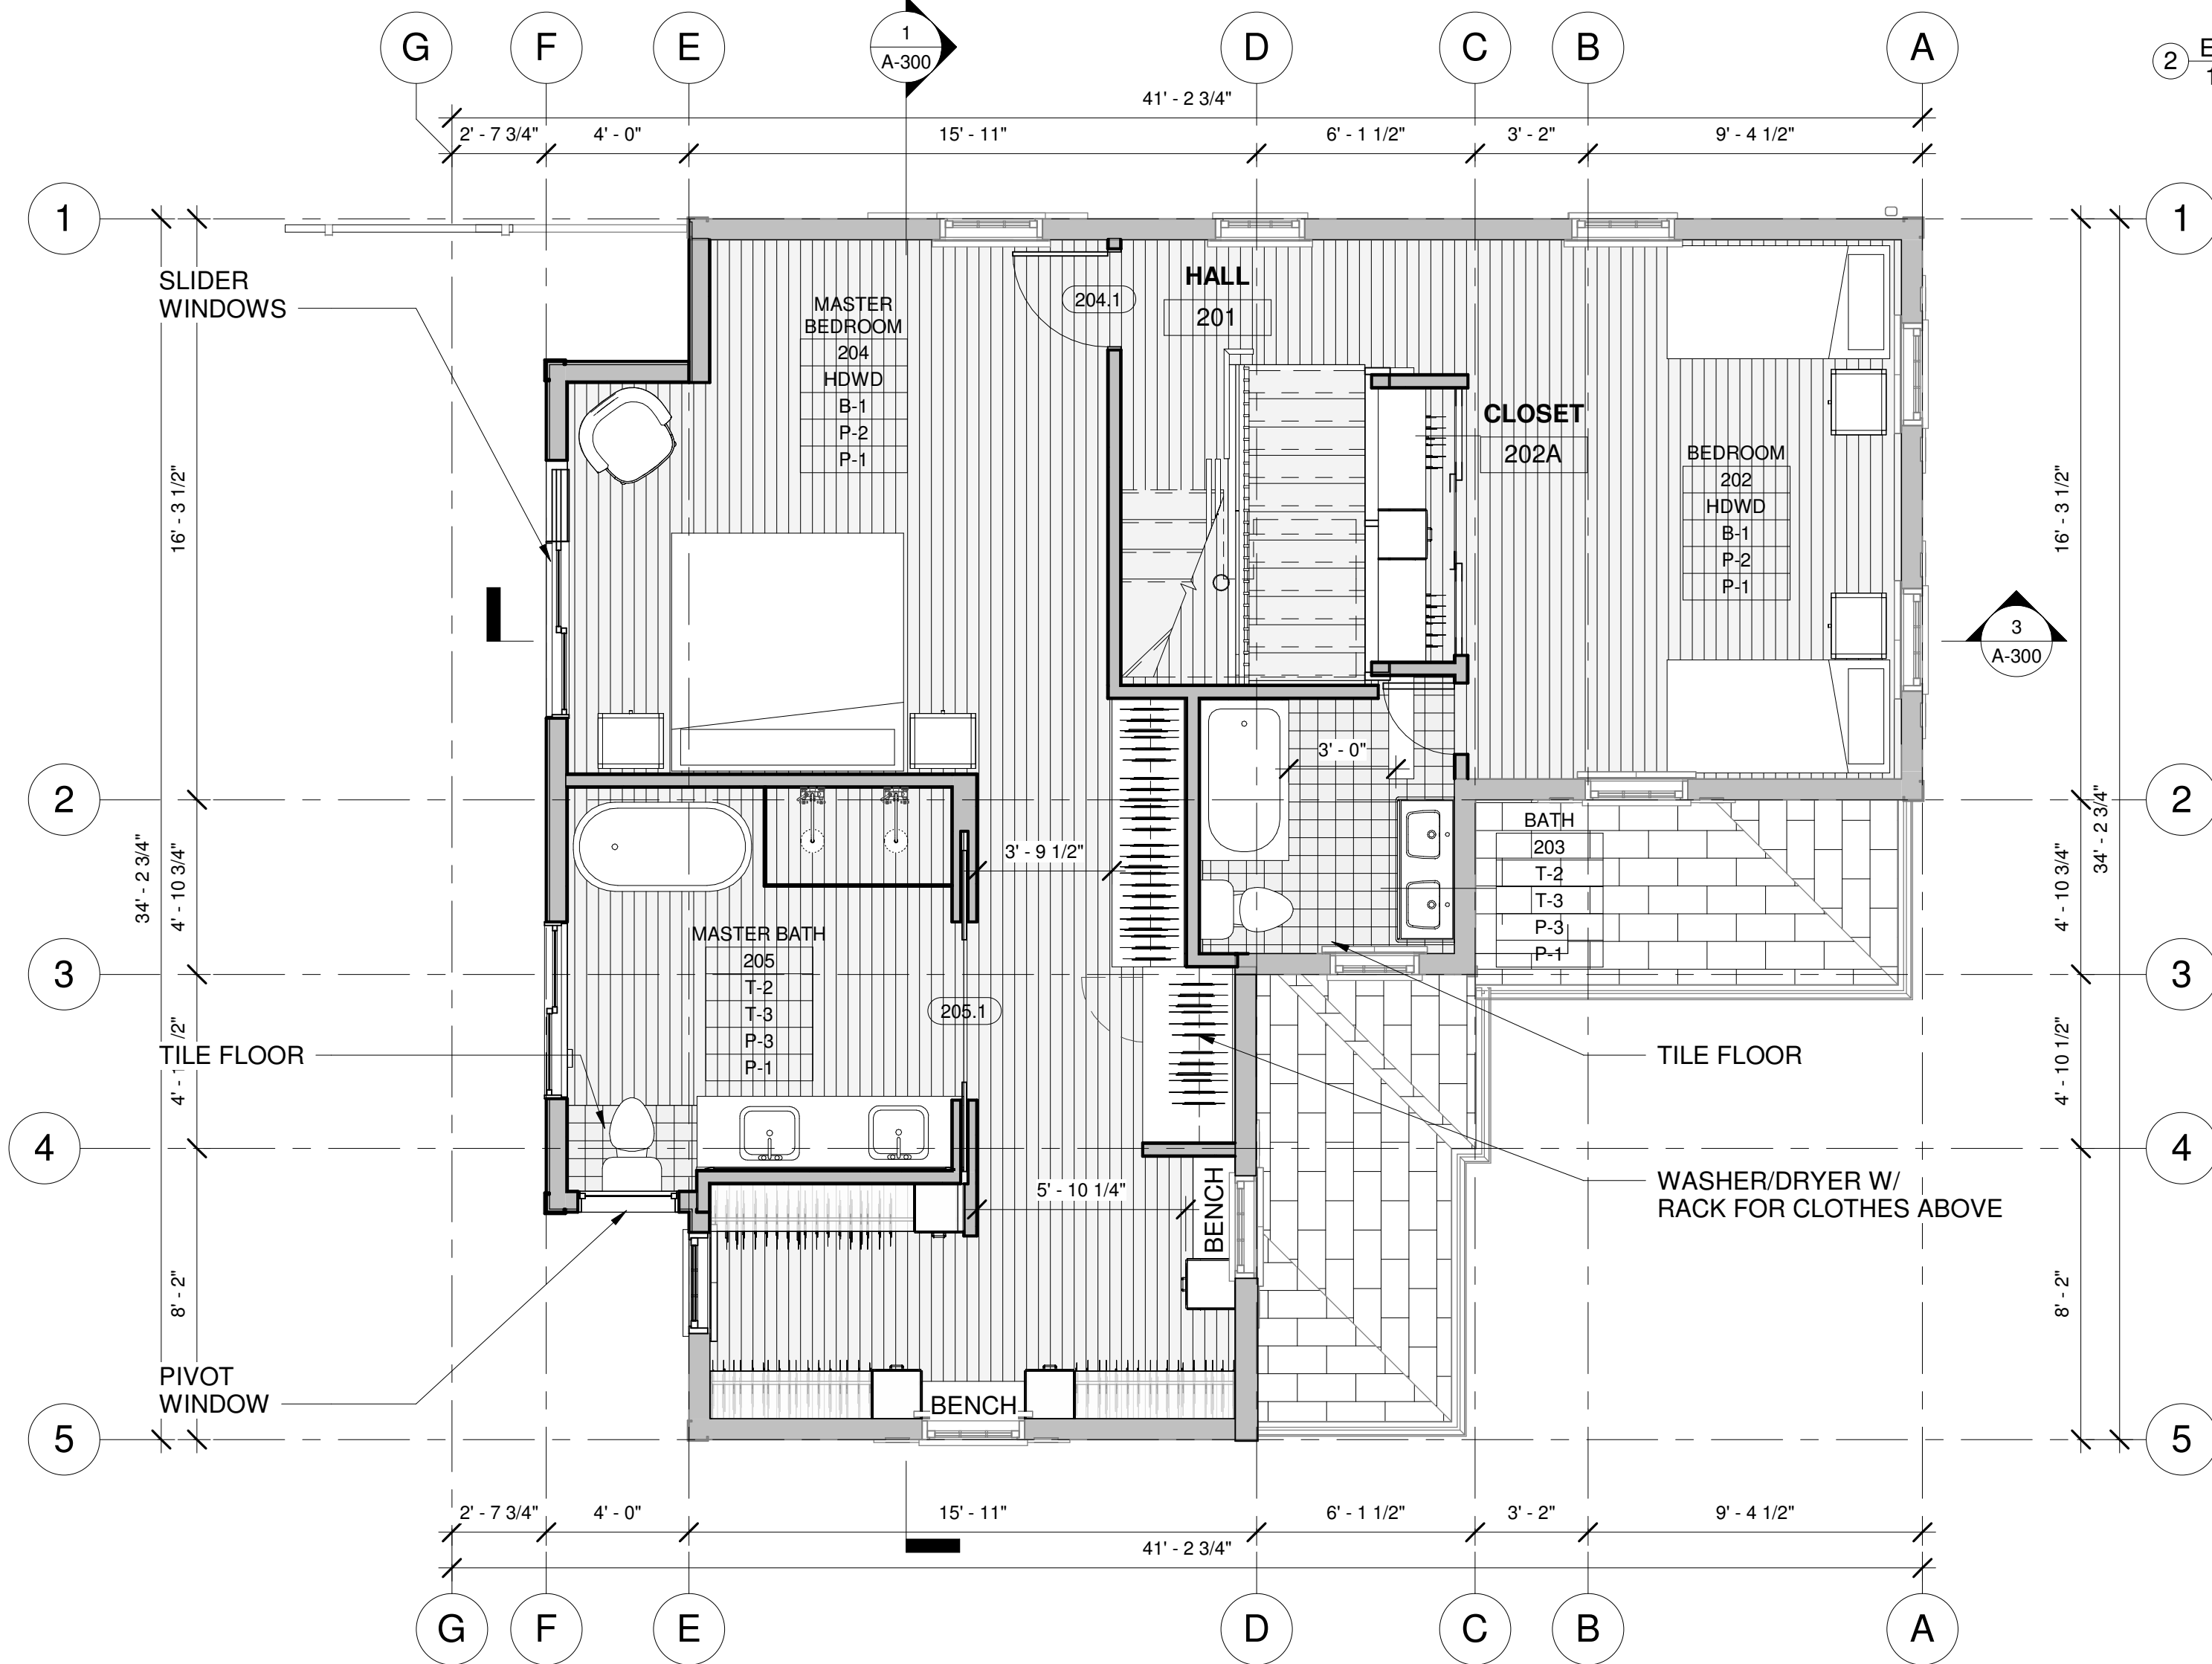 G
F
E
1
A-300
D
C
B
A
2
41' - 2 3/4"
2' - 7 3/4"
4' - 0"
15' - 11"
6' - 1 1/2"
3' - 2"
9' - 4 1/2"
1
1
SLIDER
WINDOWS
MASTER
BEDROOM
204
HDWD
B-1
P-2
P-1
204.1
HALL
201
CLOSET
202A
BEDROOM
202
HDWD
B-1
P-2
P-1
16' - 3 1/2"
16' - 3 1/2"
3
A-300
3' - 0"
2
2
34' - 2 3/4"
4' - 10 3/4"
3' - 9 1/2"
BATH
203
T-2
T-3
P-3
P-1
4' - 10 3/4"
34' - 2 3/4"
MASTER BATH
205
T-2
T-3
P-3
P-1
205.1
3
3
TILE FLOOR
TILE FLOOR
4' - 10 1/2"
4
4
5' - 10 1/4"
BENCH
WASHER/DRYER W/
RACK FOR CLOTHES ABOVE
8' - 2"
8' - 2"
PIVOT
WINDOW
BENCH
5
5
2' - 7 3/4"
4' - 0"
15' - 11"
6' - 1 1/2"
3' - 2"
9' - 4 1/2"
41' - 2 3/4"
G
F
E
D
C
B
A